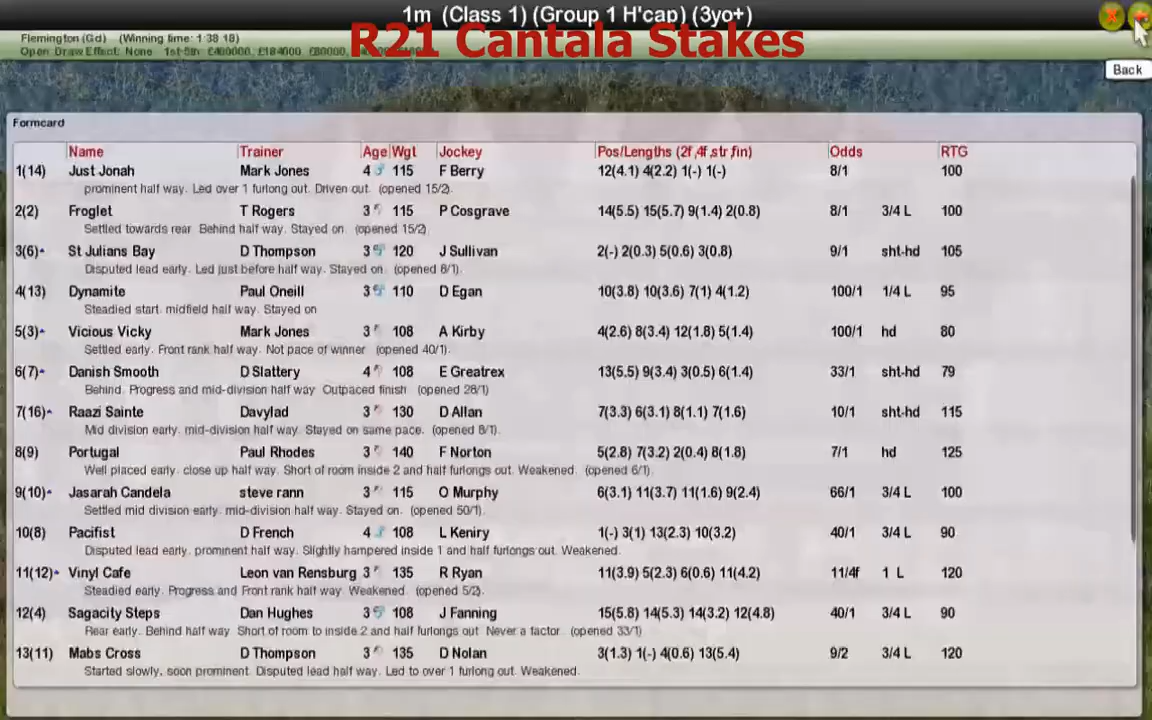 1m (Class 1) (Group 1 H'cap) (3yo+)
R21 Cantala Stakes
Flemington (Gd) (Winning time: 1:38 18)
Open: Draw Effect: None 1st-5th: £400000, £184000, £80000,
Back
Formcard
Name Trainer Age Wgt Jockey Pos/Lengths (2f,4f,str,fin) Odds RTG
1(14) Just Jonah Mark Jones 4 115 F Berry 12(4.1) 4(2.2) 1(-) 1(-) 8/1 100
prominent half way. Led over 1 furlong out. Driven out. (opened 15/2).
2(2) Froglet T Rogers 3 115 P Cosgrave 14(5.5) 15(5.7) 9(1.4) 2(0.8) 8/1 3/4 L 100
Settled towards rear. Behind half way. Stayed on. (opened 15/2).
3(6) St Julians Bay D Thompson 3 120 J Sullivan 2(-) 2(0.3) 5(0.6) 3(0.8) 9/1 sht-hd 105
Disputed lead early. Led just before half way. Stayed on. (opened 6/1).
4(13) Dynamite Paul Oneill 3 110 D Egan 10(3.8) 10(3.6) 7(1) 4(1.2) 100/1 1/4 L 95
Steadied start. midfield half way. Stayed on
5(3) Vicious Vicky Mark Jones 3 108 A Kirby 4(2.6) 8(3.4) 12(1.8) 5(1.4) 100/1 hd 80
Settled early. Front rank half way. Not pace of winner (opened 40/1).
6(7) Danish Smooth D Slattery 4 108 E Greatrex 13(5.5) 9(3.4) 3(0.5) 6(1.4) 33/1 sht-hd 79
Behind. Progress and mid-division half way Outpaced finish (opened 28/1)
7(16) Raazi Sainte Davylad 3 130 D Allan 7(3.3) 6(3.1) 8(1.1) 7(1.6) 10/1 sht-hd 115
Mid division early. mid-division half way. Stayed on same pace. (opened 8/1).
8(9) Portugal Paul Rhodes 3 140 F Norton 5(2.8) 7(3.2) 2(0.4) 8(1.8) 7/1 hd 125
Well placed early. close up half way. Short of room inside 2 and half furlongs out. Weakened. (opened 6/1).
9(10) Jasarah Candela steve rann 3 115 O Murphy 6(3.1) 11(3.7) 11(1.6) 9(2.4) 66/1 3/4 L 100
Settled mid division early. mid-division half way. Stayed on. (opened 50/1).
10(8) Pacifist D French 4 108 L Keniry 1(-) 3(1) 13(2.3) 10(3.2) 40/1 3/4 L 90
Disputed lead early. prominent half way. Slightly hampered inside 1 and half furlongs out. Weakened.
11(12) Vinyl Cafe Leon van Rensburg 3 135 R Ryan 11(3.9) 5(2.3) 6(0.6) 11(4.2) 11/4f 1 L 120
Steadied early. Progress and Front rank half way. Weakened. (opened 5/2).
12(4) Sagacity Steps Dan Hughes 3 108 J Fanning 15(5.8) 14(5.3) 14(3.2) 12(4.8) 40/1 3/4 L 90
Rear early. Behind half way Short of room to inside 2 and half furlongs out Never a factor. (opened 33/1)
13(11) Mabs Cross D Thompson 3 135 D Nolan 3(1.3) 1(-) 4(0.6) 13(5.4) 9/2 3/4 L 120
Started slowly, soon prominent. Disputed lead half way. Led to over 1 furlong out. Weakened.